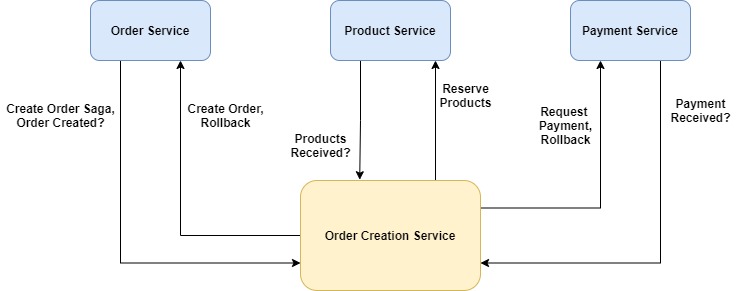 Order Service
Product Service
Payment Service
Create Order Saga,
Order Created?
Create Order,
Rollback
Products
Received?
Reserve
Products
Request
Payment,
Rollback
Payment
Received?
Order Creation Service